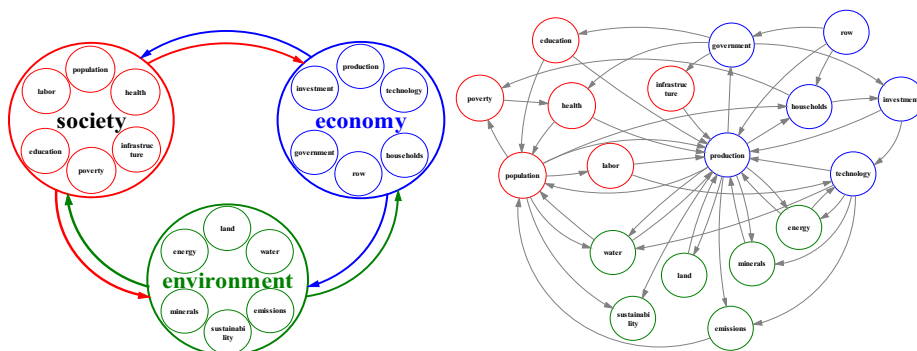 population
labor
health
society
education
infrastruc
ture
poverty
production
investment
technology
economy
government
households
row
land
energy
water
environment
minerals
emissions
sustainabi
lity
education
government
row
poverty
health
infrastruc
ture
households
investment
population
labor
production
technology
water
land
minerals
energy
sustainabi
lity
emissions